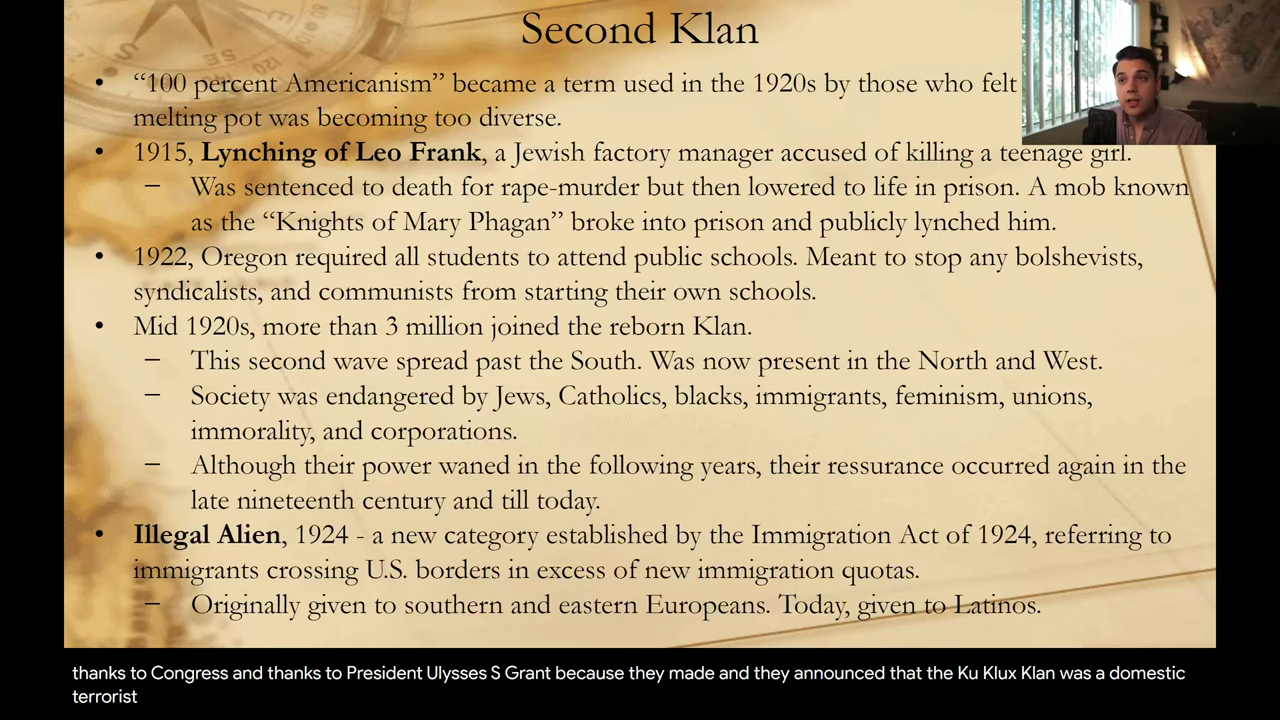 Second Klan
• “100 percent Americanism” became a term used in the 1920s by those who felt
melting pot was becoming too diverse.
• 1915, Lynching of Leo Frank, a Jewish factory manager accused of killing a teenage girl.
– Was sentenced to death for rape-murder but then lowered to life in prison. A mob known
as the “Knights of Mary Phagan” broke into prison and publicly lynched him.
• 1922, Oregon required all students to attend public schools. Meant to stop any bolshevists,
syndicalists, and communists from starting their own schools.
• Mid 1920s, more than 3 million joined the reborn Klan.
– This second wave spread past the South. Was now present in the North and West.
– Society was endangered by Jews, Catholics, blacks, immigrants, feminism, unions,
immorality, and corporations.
– Although their power waned in the following years, their ressurance occurred again in the
late nineteenth century and till today.
• Illegal Alien, 1924 - a new category established by the Immigration Act of 1924, referring to
immigrants crossing U.S. borders in excess of new immigration quotas.
– Originally given to southern and eastern Europeans. Today, given to Latinos.
thanks to Congress and thanks to President Ulysses S Grant because they made and they announced that the Ku Klux Klan was a domestic
terrorist